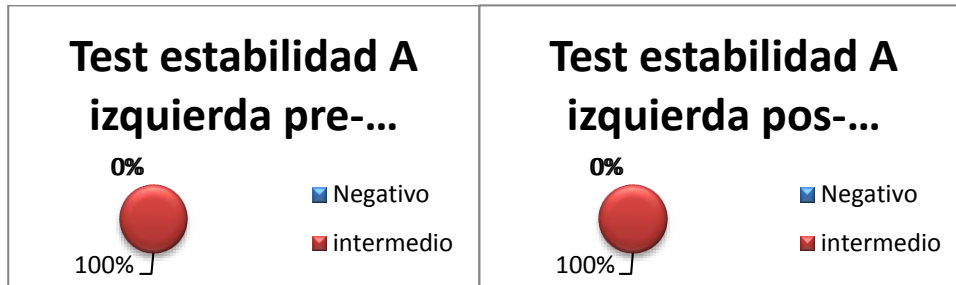 Test estabilidad A
izquierda pre-...
0%
100%
Negativo
intermedio
Test estabilidad A
izquierda pos-...
0%
100%
Negativo
intermedio